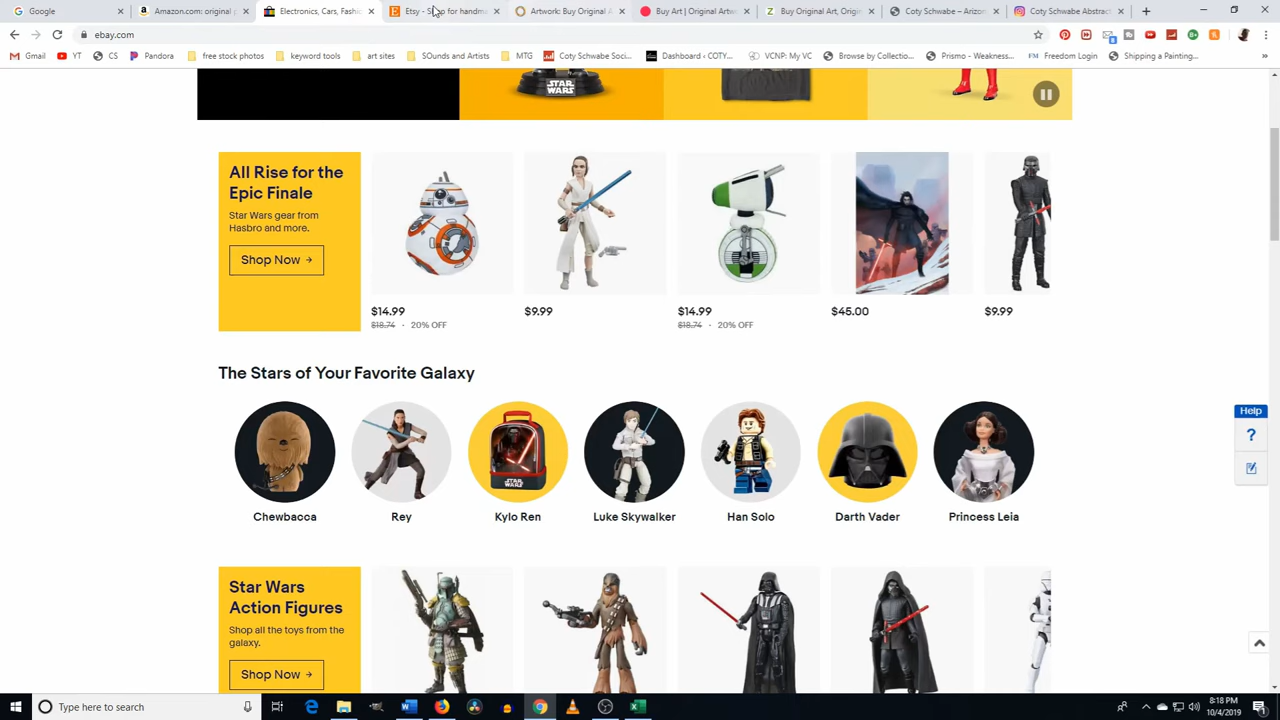 Google
Amazon.com: original p
Electronics, Cars, Fashi
Etsy - S for handm
Artwork: Buy Original A
Buy Art | Original Artw
Buy Original Art, Origin
Coty Schwabe – Arizon
Coty Schwabe Abstract
ebay.com
Gmail
YT
CS
Pandora
free stock photos
keyword tools
art sites
SOunds and Artists
MTG
Coty Schwabe Soci...
Dashboard ‹ COTY...
VCNP: My VC
Browse by Collectio...
Prismo - Weakness...
Freedom Login
Shipping a Painting...
STAR WARS
All Rise for the
Epic Finale
Star Wars gear from
Hasbro and more.
Shop Now →
$14.99
$18.74 · 20% OFF
$9.99
$14.99
$18.74 · 20% OFF
$45.00
$9.99
The Stars of Your Favorite Galaxy
STAR WARS
Chewbacca
Rey
Kylo Ren
Luke Skywalker
Han Solo
Darth Vader
Princess Leia
Help
?
Star Wars
Action Figures
Shop all the toys from the
galaxy.
Shop Now →
Type here to search
8:18 PM
10/4/2019